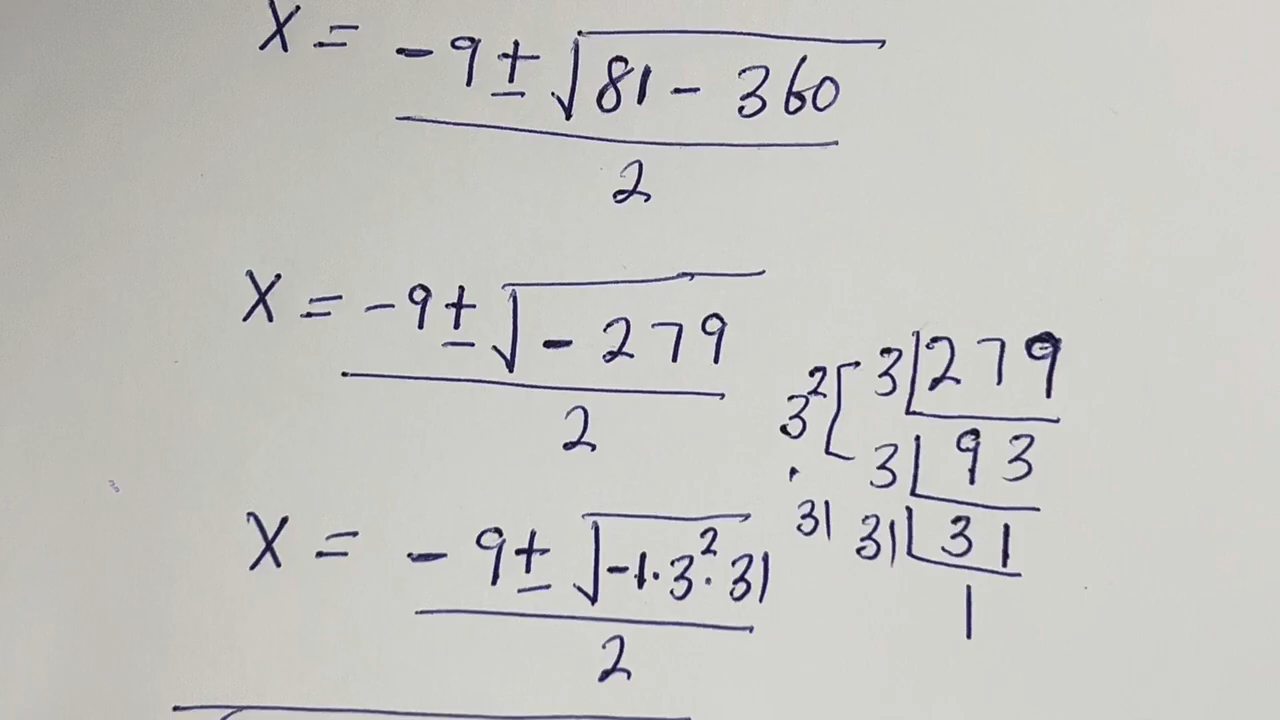 X = -9 ± √81 - 360
2
X = -9 ± √-279
2
3² [ 3 | 279
3 | 93
. 31 31 | 31
1
X = -9 ± √-1·3²·31
2